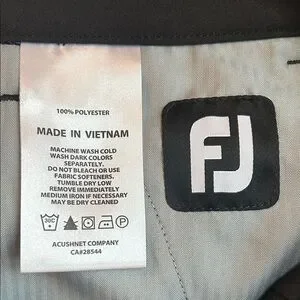 100% POLYESTER
MADE IN VIETNAM
MACHINE WASH COLD
WASH DARK COLORS
SEPARATELY.
DO NOT BLEACH OR USE
FABRIC SOFTENERS.
TUMBLE DRY LOW
REMOVE IMMEDIATELY
MEDIUM IRON IF NECESSARY
MAY BE DRY CLEANED
30C
ACUSHNET COMPANY
CA#28544
FJ